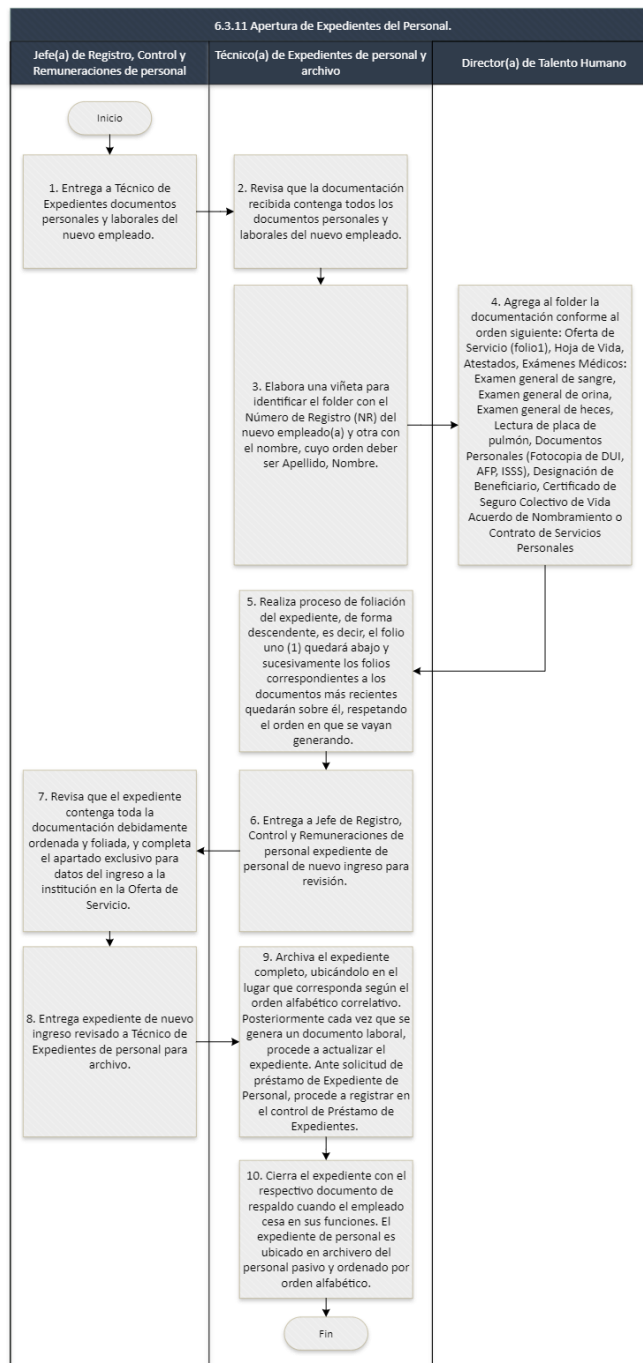 6.3.11 Apertura de Expedientes del Personal.
Jefe(a) de Registro, Control y
Remuneraciones de personal
Técnico(a) de Expedientes de personal y
archivo
Director(a) de Talento Humano
Inicio
1. Entrega a Técnico de
Expedientes documentos
personales y laborales del
nuevo empleado.
2. Revisa que la documentación
recibida contenga todos los
documentos personales y
laborales del nuevo empleado.
3. Elabora una viñeta para
identificar el folder con el
Número de Registro (NR) del
nuevo empleado(a) y otra con
el nombre, cuyo orden deber
ser Apellido, Nombre.
4. Agrega al folder la
documentación conforme al
orden siguiente: Oferta de
Servicio (folio1), Hoja de Vida,
Atestados, Exámenes Médicos:
Examen general de sangre,
Examen general de orina,
Examen general de heces,
Lectura de placa de
pulmón, Documentos
Personales (Fotocopia de DUI,
AFP, ISSS), Designación de
Beneficiario, Certificado de
Seguro Colectivo de Vida
Acuerdo de Nombramiento o
Contrato de Servicios
Personales
5. Realiza proceso de foliación
del expediente, de forma
descendente, es decir, el folio
uno (1) quedará abajo y
sucesivamente los folios
correspondientes a los
documentos más recientes
quedarán sobre él, respetando
el orden en que se vayan
generando.
6. Entrega a Jefe de Registro,
Control y Remuneraciones de
personal expediente de
personal de nuevo ingreso para
revisión.
7. Revisa que el expediente
contenga toda la
documentación debidamente
ordenada y foliada, y completa
el apartado exclusivo para
datos del ingreso a la
institución en la Oferta de
Servicio.
8. Entrega expediente de nuevo
ingreso revisado a Técnico de
Expedientes de personal para
archivo.
9. Archiva el expediente
completo, ubicándolo en el
lugar que corresponda según el
orden alfabético correlativo.
Posteriormente cada vez que se
genera un documento laboral,
procede a actualizar el
expediente. Ante solicitud de
préstamo de Expediente de
Personal, procede a registrar en
el control de Préstamo de
Expedientes.
10. Cierra el expediente con el
respectivo documento de
respaldo cuando el empleado
cesa en sus funciones. El
expediente de personal es
ubicado en archivero del
personal pasivo y ordenado por
orden alfabético.
Fin